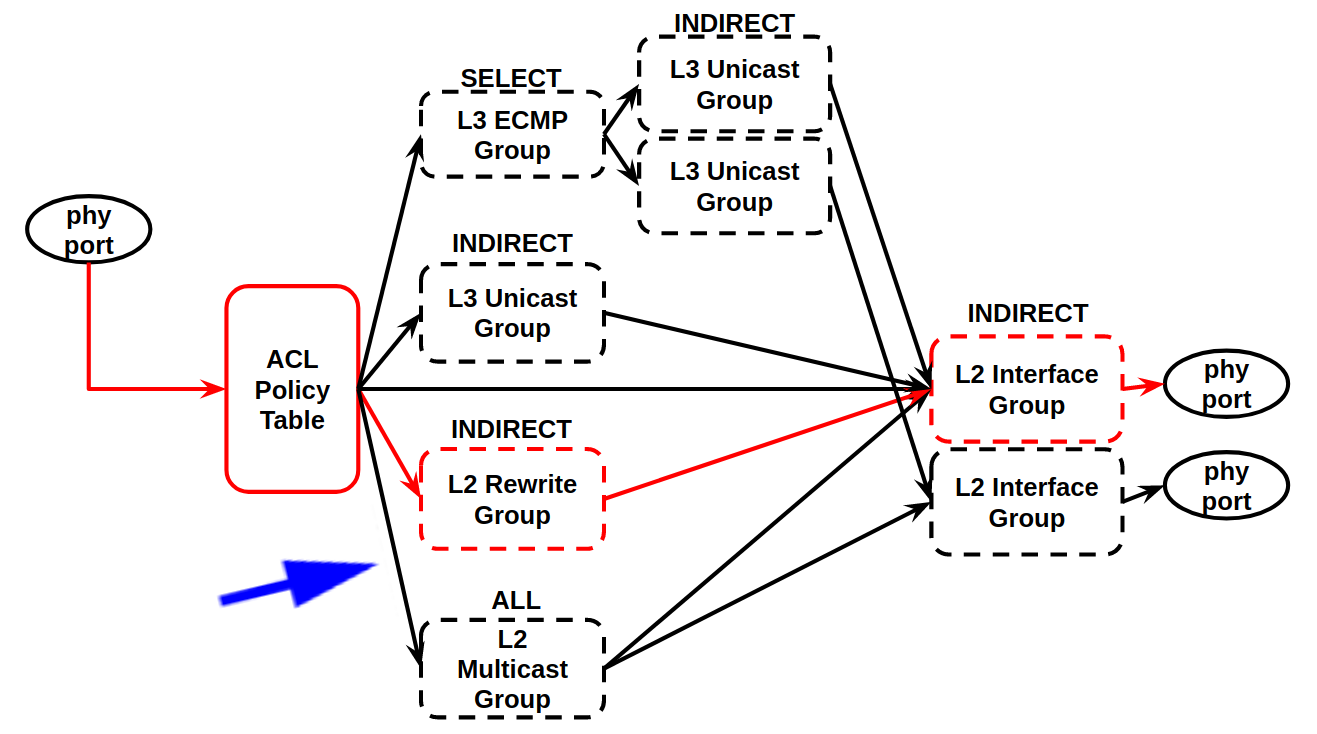 INDIRECT
L3 Unicast
Group
SELECT
L3 ECMP
Group
L3 Unicast
Group
phy
port
INDIRECT
L3 Unicast
Group
ACL
Policy
Table
INDIRECT
L2 Interface
Group
phy
port
INDIRECT
L2 Rewrite
Group
L2 Interface
Group
phy
port
ALL
L2
Multicast
Group